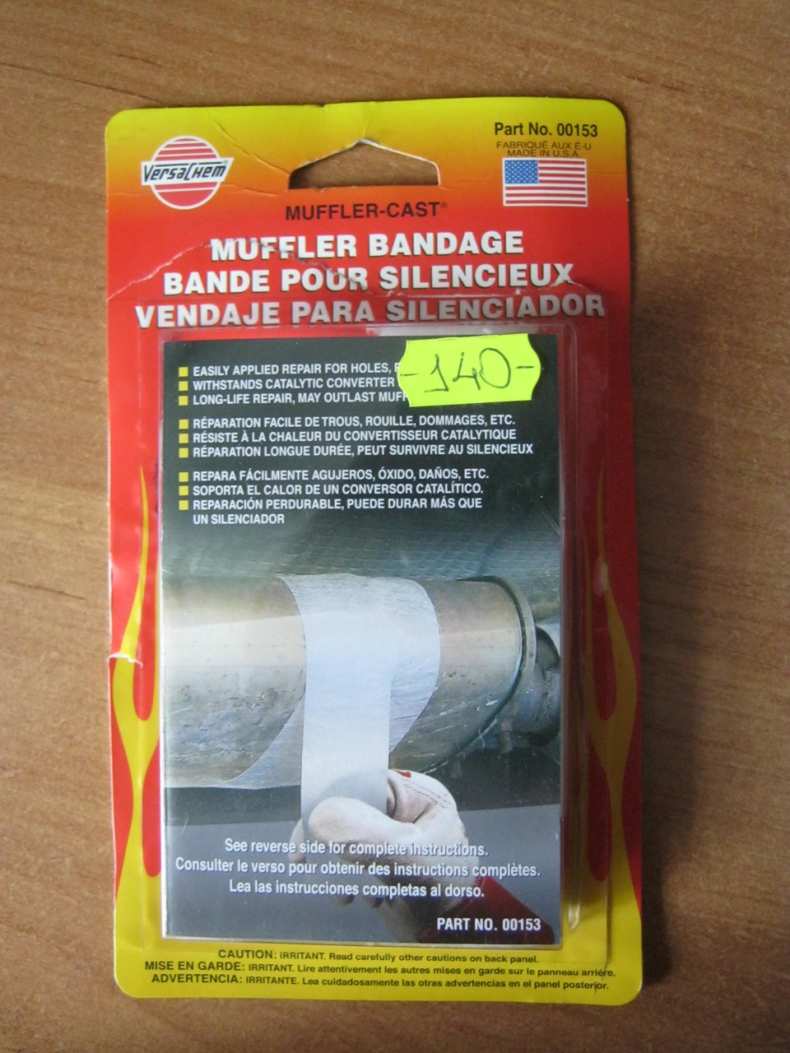 Part No. 00153
FABRIQUÉ AUX É-U
MADE IN U.S.A.
VERSACHEM
MUFFLER-CAST®
MUFFLER BANDAGE
BANDE POUR SILENCIEUX
VENDAJE PARA SILENCIADOR
-140-
EASILY APPLIED REPAIR FOR HOLES,
WITHSTANDS CATALYTIC CONVERTER
LONG-LIFE REPAIR, MAY OUTLAST
RÉPARATION FACILE DE TROUS, ROUILLE, DOMMAGES, ETC.
RÉSISTE À LA CHALEUR DU CONVERTISSEUR CATALYTIQUE
RÉPARATION LONGUE DURÉE, PEUT SURVIVRE AU SILENCIEUX
REPARA FÁCILMENTE AGUJEROS, ÓXIDO, DAÑOS, ETC.
SOPORTA EL CALOR DE UN CONVERSOR CATALÍTICO.
REPARACIÓN PERDURABLE, PUEDE DURAR MÁS QUE
UN SILENCIADOR
See reverse side for complete instructions.
Consulter le verso pour obtenir des instructions complètes.
Lea las instrucciones completas al dorso.
PART NO. 00153
CAUTION: IRRITANT. Read carefully other cautions on back panel.
MISE EN GARDE: IRRITANT. Lire attentivement les autres mises en garde sur le panneau arrière.
ADVERTENCIA: IRRITANTE. Lea cuidadosamente las otras advertencias en el panel posterior.